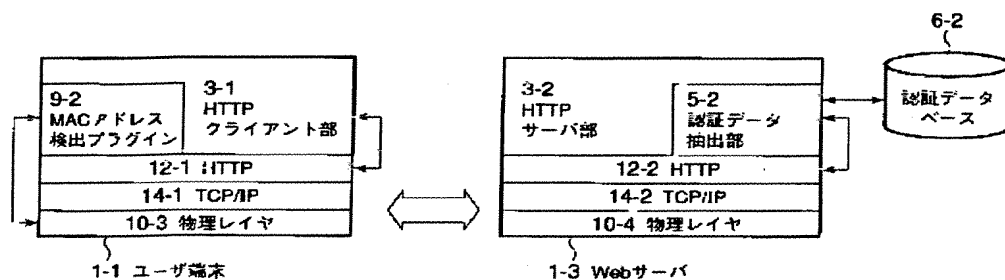 6-2
認証データ
ベース
9-2
MACアドレス
検出プラグイン
3-1
HTTP
クライアント部
12-1 HTTP
14-1 TCP/IP
10-3 物理レイヤ
1-1 ユーザ端末
3-2
HTTP
サーバ部
5-2
認証データ
抽出部
12-2 HTTP
14-2 TCP/IP
10-4 物理レイヤ
1-3 Webサーバ